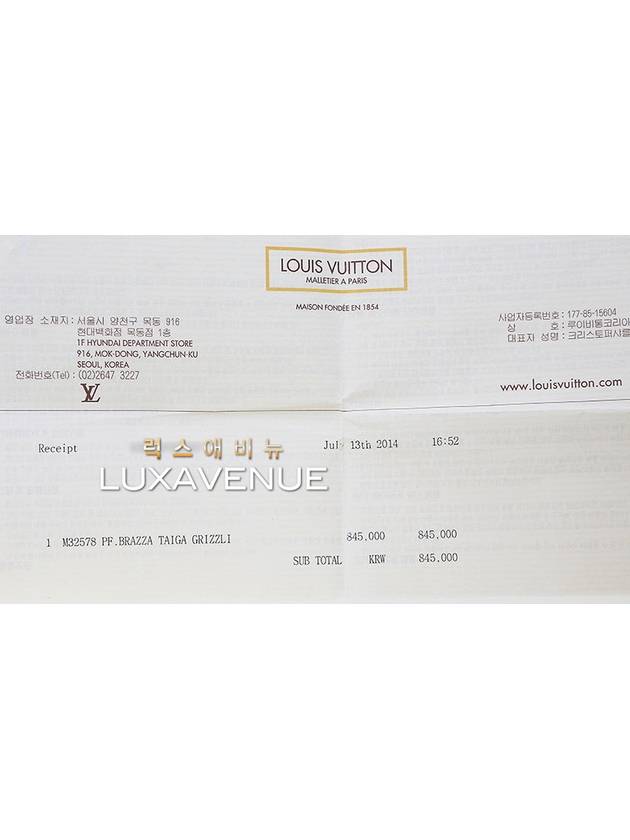 LOUIS VUITTON
MALLETIER A PARIS
MAISON FONDÉE EN 1854
영업장 소재지 : 서울시 양천구 목동 916
현대백화점 목동점 1층
1F HYUNDAI DEPARTMENT STORE
916, MOK-DONG, YANGCHUN-KU
SEOUL, KOREA
전화번호(Tel) : (02)2647 3227
LV
사업자등록번호 : 177-85-15604
상 호 : 루이비통코리아
대표자 성명 : 크리스토퍼사를
www.louisvuitton.com
Receipt
럭스애비뉴
LUXAVENUE
July 13th 2014 16:52
1 M32578 PF.BRAZZA TAIGA GRIZZLI 845.000 845.000
SUB TOTAL KRW 845.000